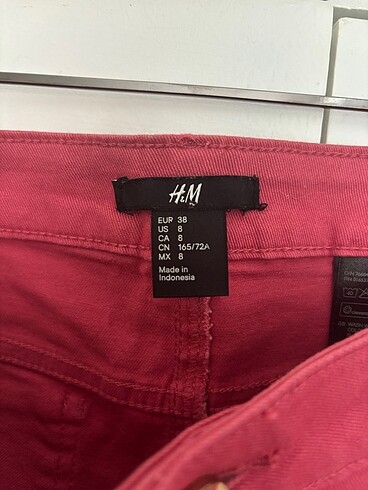 H&M
EUR 38
US 8
CA 8
CN 165/72A
MX 8
Made in
Indonesia